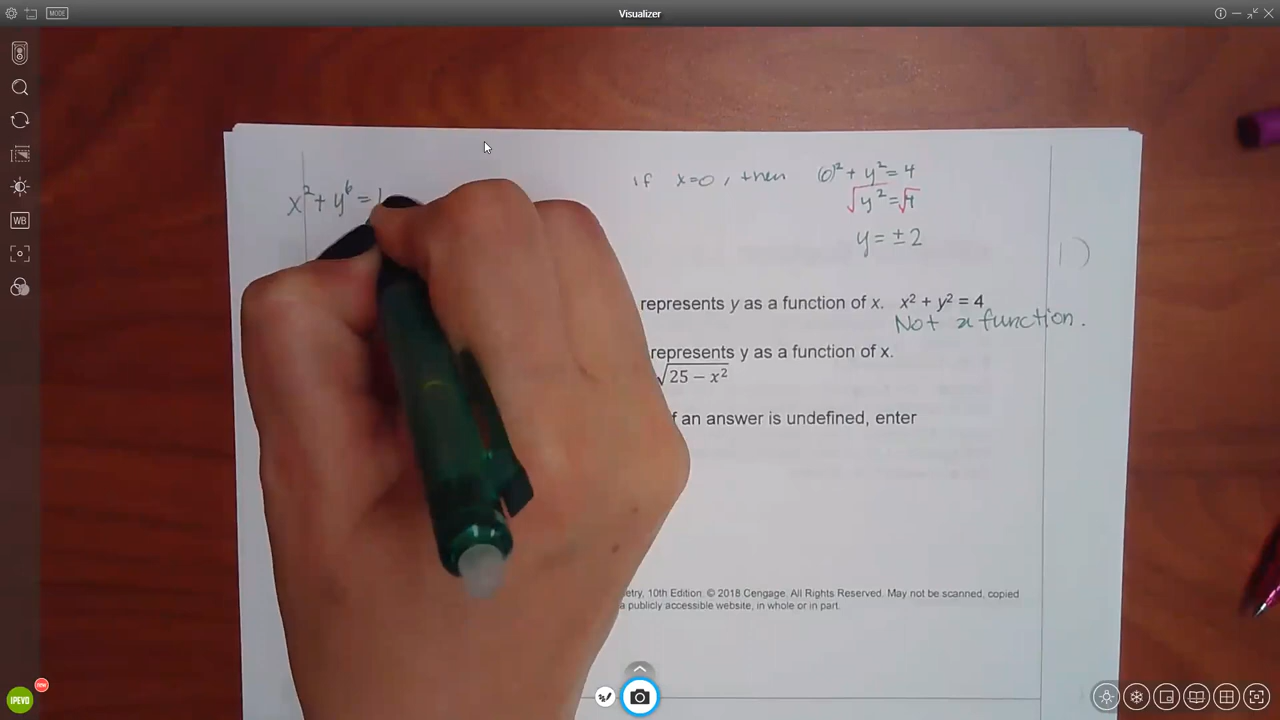 MODE
Visualizer
WB
if x=0, then (0)² + y² = 4
x² + y⁶ = 1
√y² = √4
y = ± 2
1)
represents y as a function of x. x² + y² = 4
Not a function.
represents y as a function of x.
√25 − x²
f an answer is undefined, enter
etry, 10th Edition. © 2018 Cengage. All Rights Reserved. May not be scanned, copied
a publicly accessible website, in whole or in part.
IPEVO
new